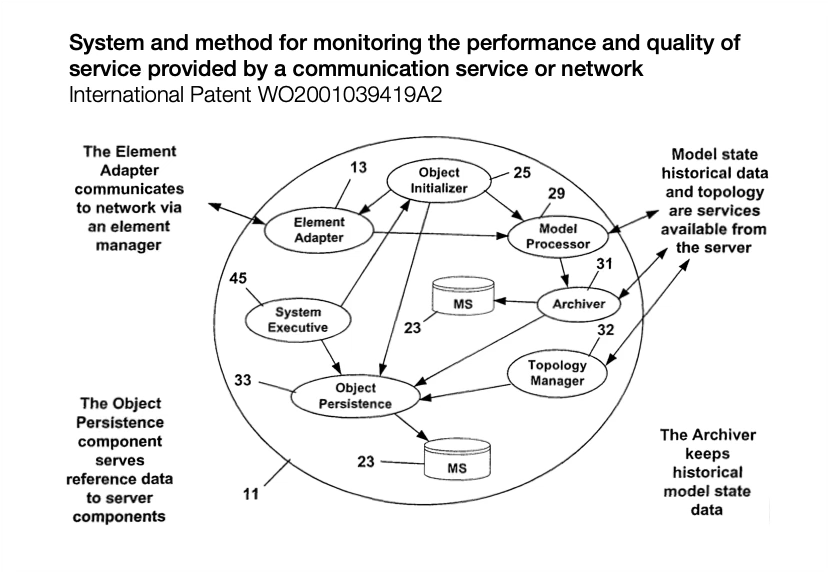 System and method for monitoring the performance and quality of
service provided by a communication service or network
International Patent WO2001039419A2
The Element
Adapter
communicates
to network via
an element
manager
13
Object
Initializer
25
29
Model state
historical data
and topology
are services
available from
the server
Element
Adapter
Model
Processor
31
45
System
Executive
MS
23
Archiver
32
33
Object
Persistence
Topology
Manager
The Object
Persistence
component
serves
reference data
to server
components
23
MS
11
The Archiver
keeps
historical
model state
data